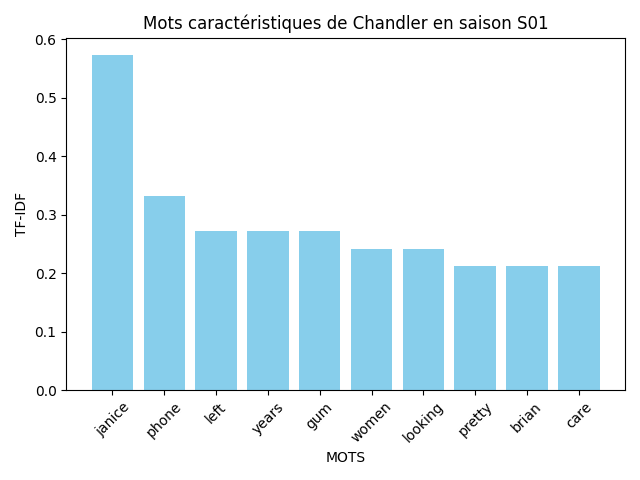 Mots caractéristiques de Chandler en saison S01
0.6
0.5
0.4
0.3
0.2
0.1
0.0
TF-IDF
janice phone left years gum women looking pretty brian care
MOTS